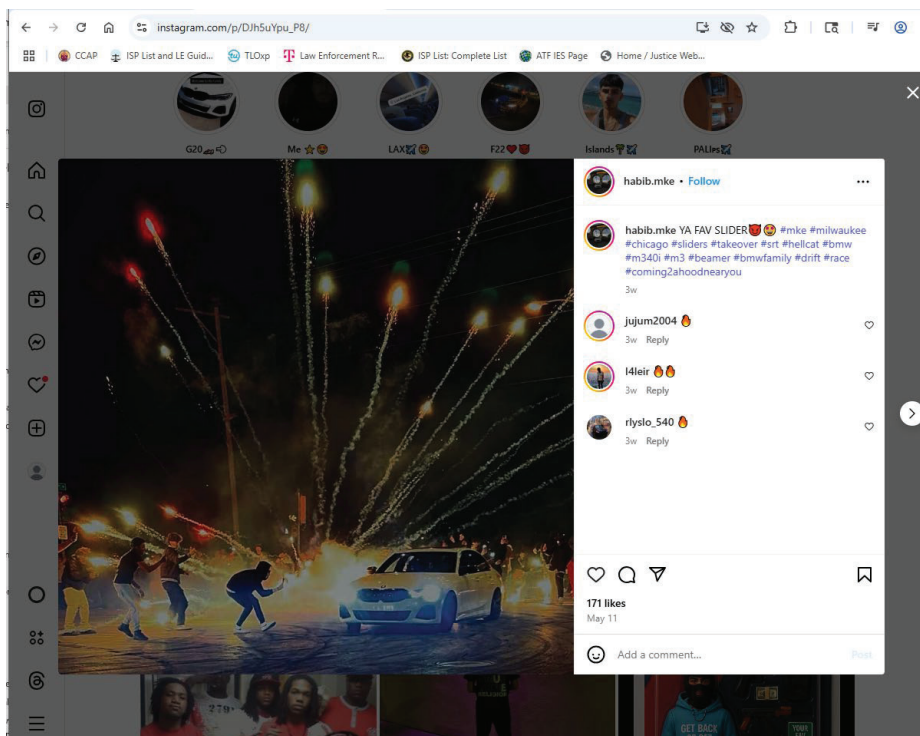 instagram.com/p/DJh5uYpu_P8/
CCAP ISP List and LE Guid... TLOxp Law Enforcement R... ISP List: Complete List ATF IES Page Home / Justice Web...
G20 Me LAX F22 Islands PALies
habib.mke • Follow
habib.mke YA FAV SLIDER😈🤩 #mke #milwaukee
#chicago #sliders #takeover #srt #hellcat #bmw
#m340i #m3 #beamer #bmwfamily #drift #race
#coming2ahoodnearyou
3w
jujum2004 🔥
3w Reply
l4leir 🔥🔥
3w Reply
rlyslo_540 🔥
3w Reply
171 likes
May 11
Add a comment...
Post
GET BACK
YOUR